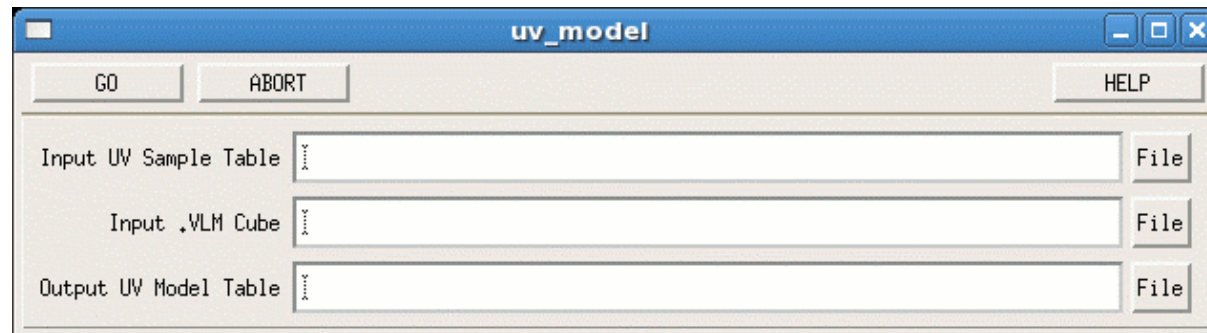 uv_model
GO ABORT HELP
Input UV Sample Table File
Input .VLM Cube File
Output UV Model Table File